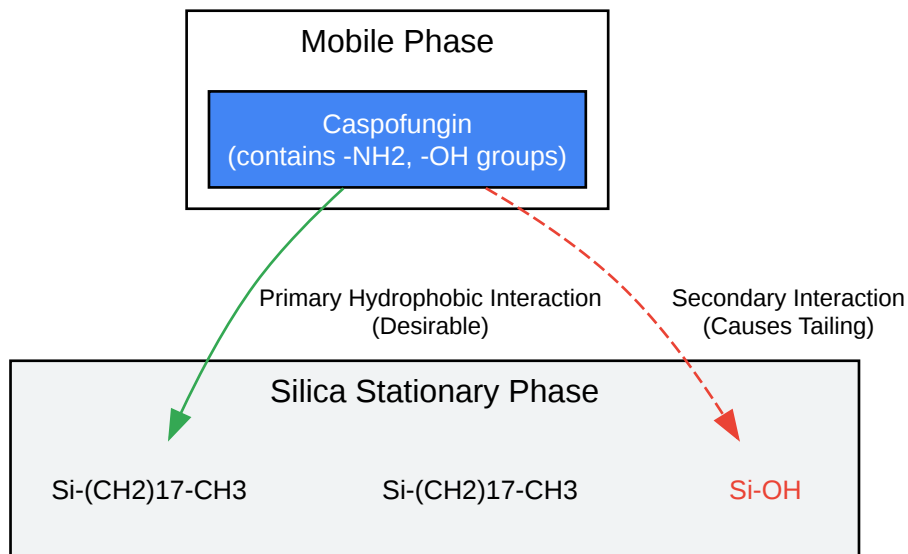 Mobile Phase
Caspofungin
(contains -NH2, -OH groups)
Primary Hydrophobic Interaction
(Desirable)
Secondary Interaction
(Causes Tailing)
Silica Stationary Phase
Si-(CH2)17-CH3
Si-(CH2)17-CH3
Si-OH